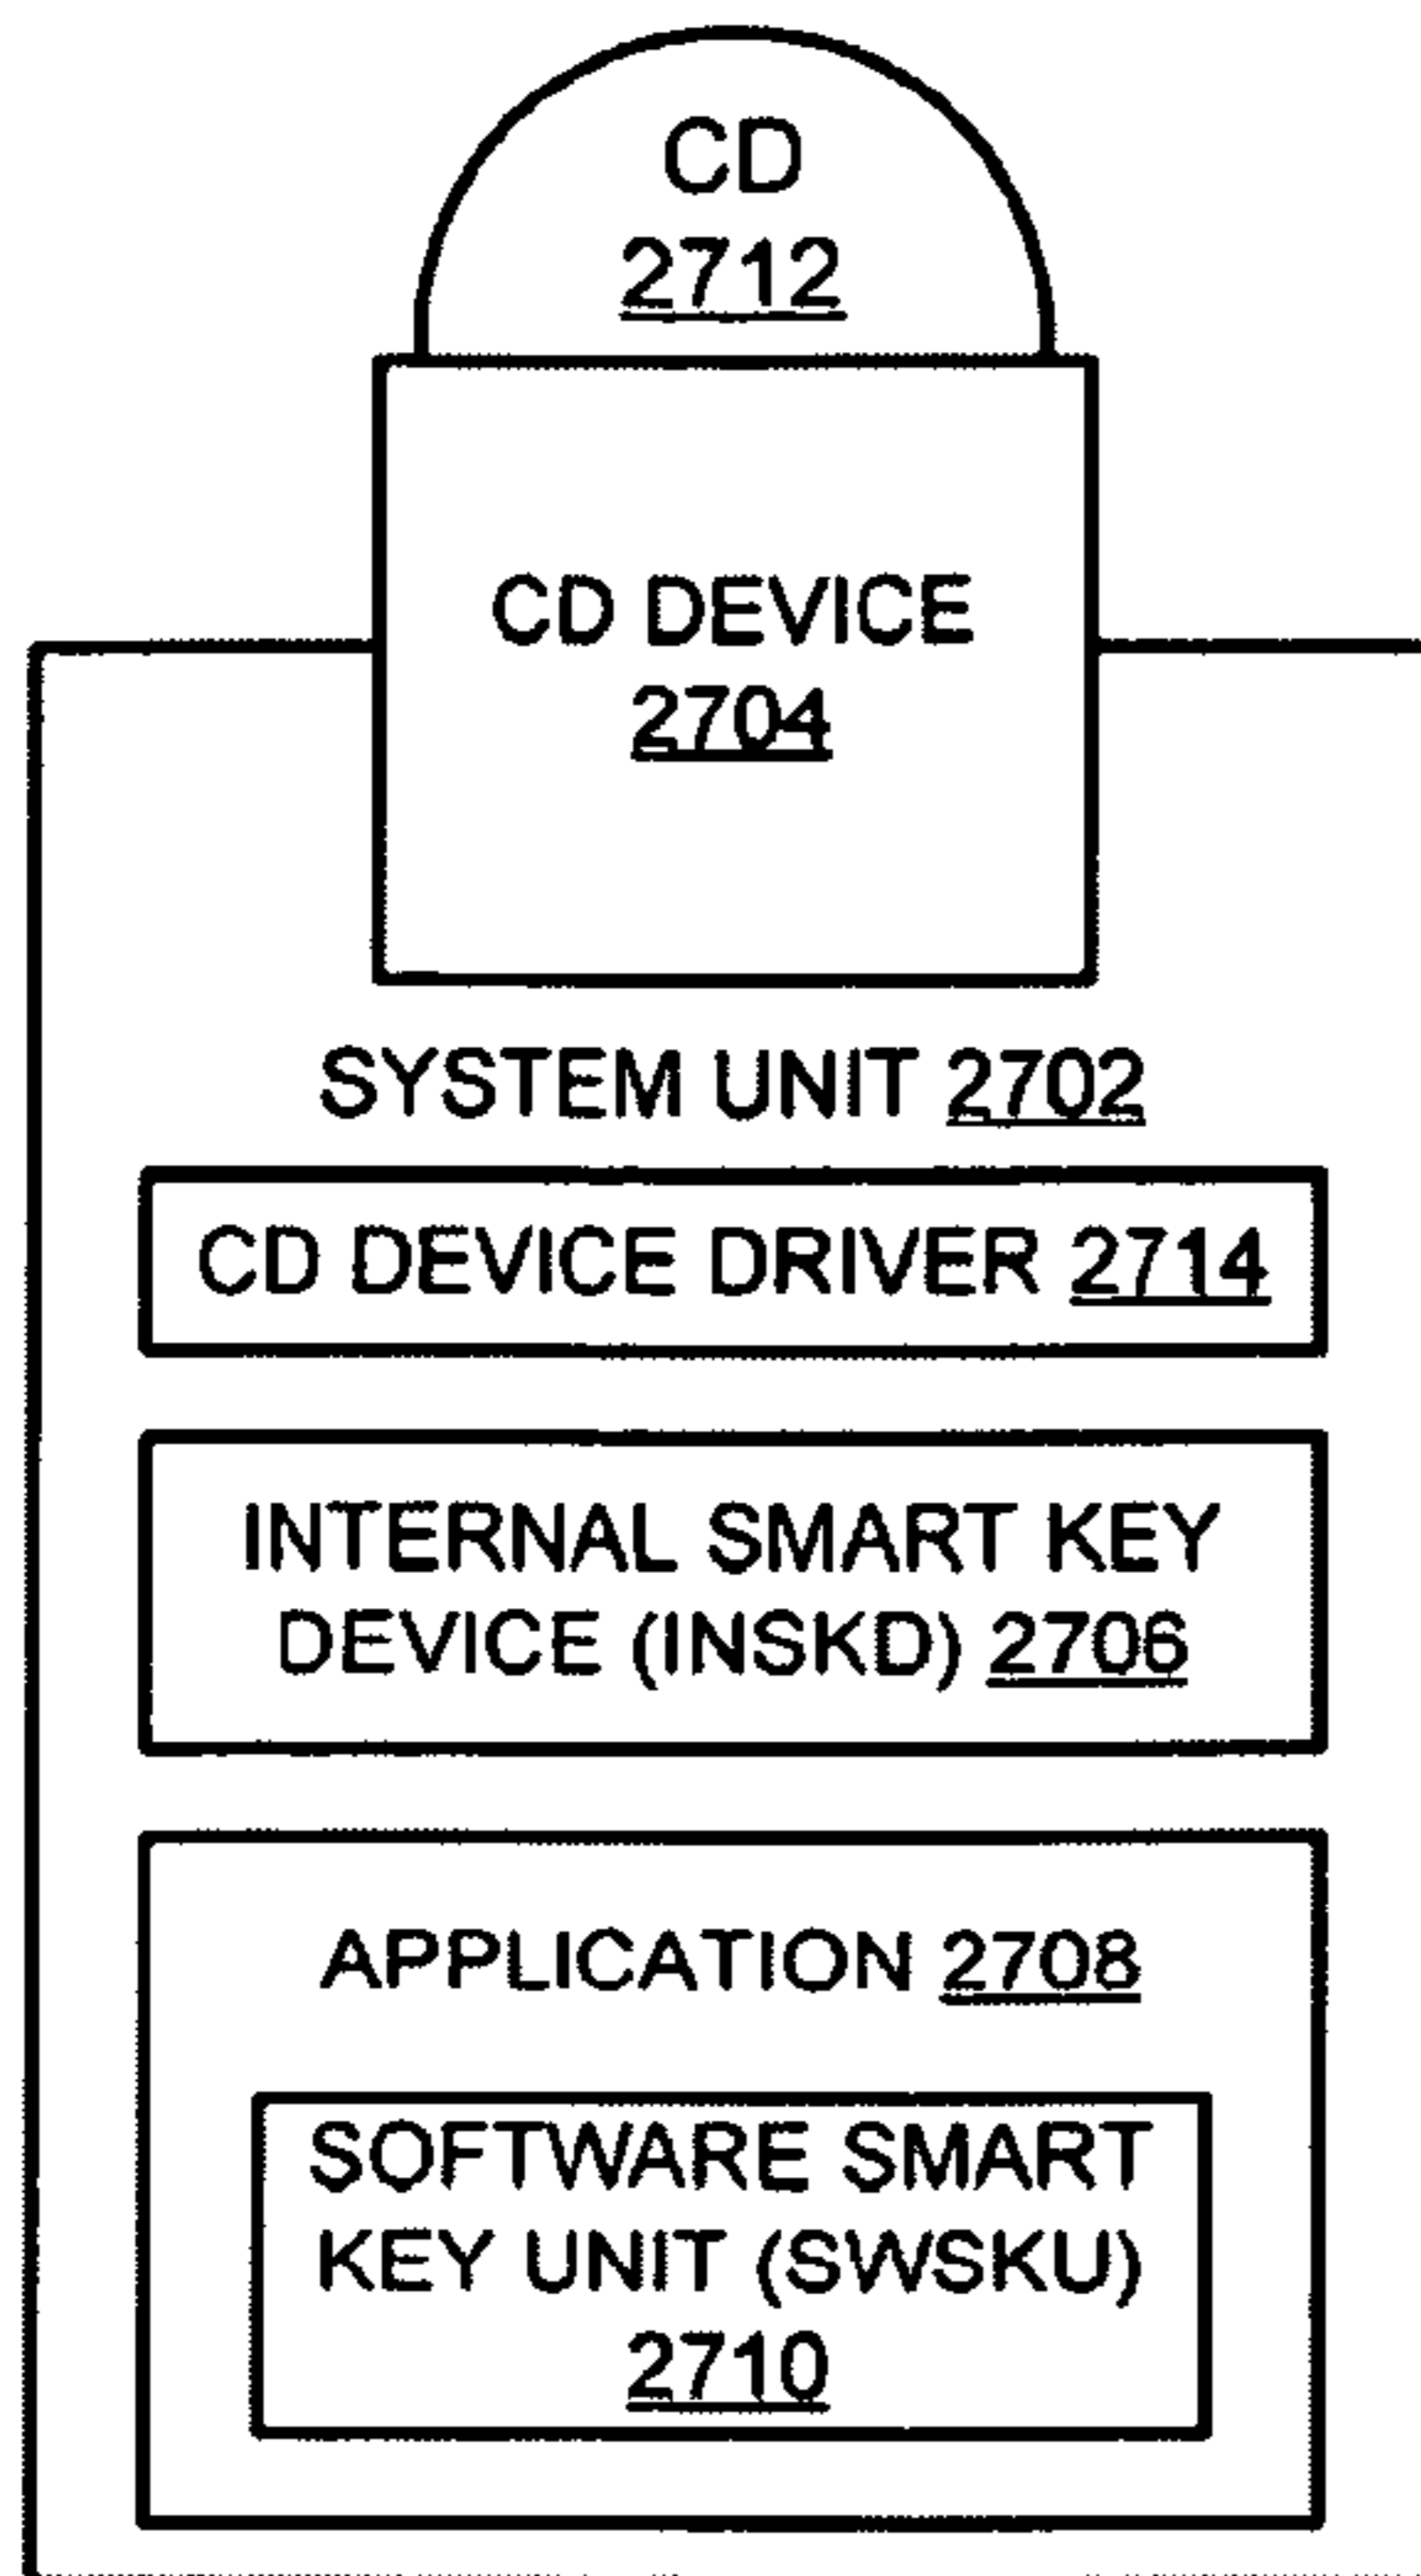 CD
2712
CD DEVICE
2704
SYSTEM UNIT 2702
CD DEVICE DRIVER 2714
INTERNAL SMART KEY
DEVICE (INSKD) 2706
APPLICATION 2708
SOFTWARE SMART
KEY UNIT (SWSKU)
2710